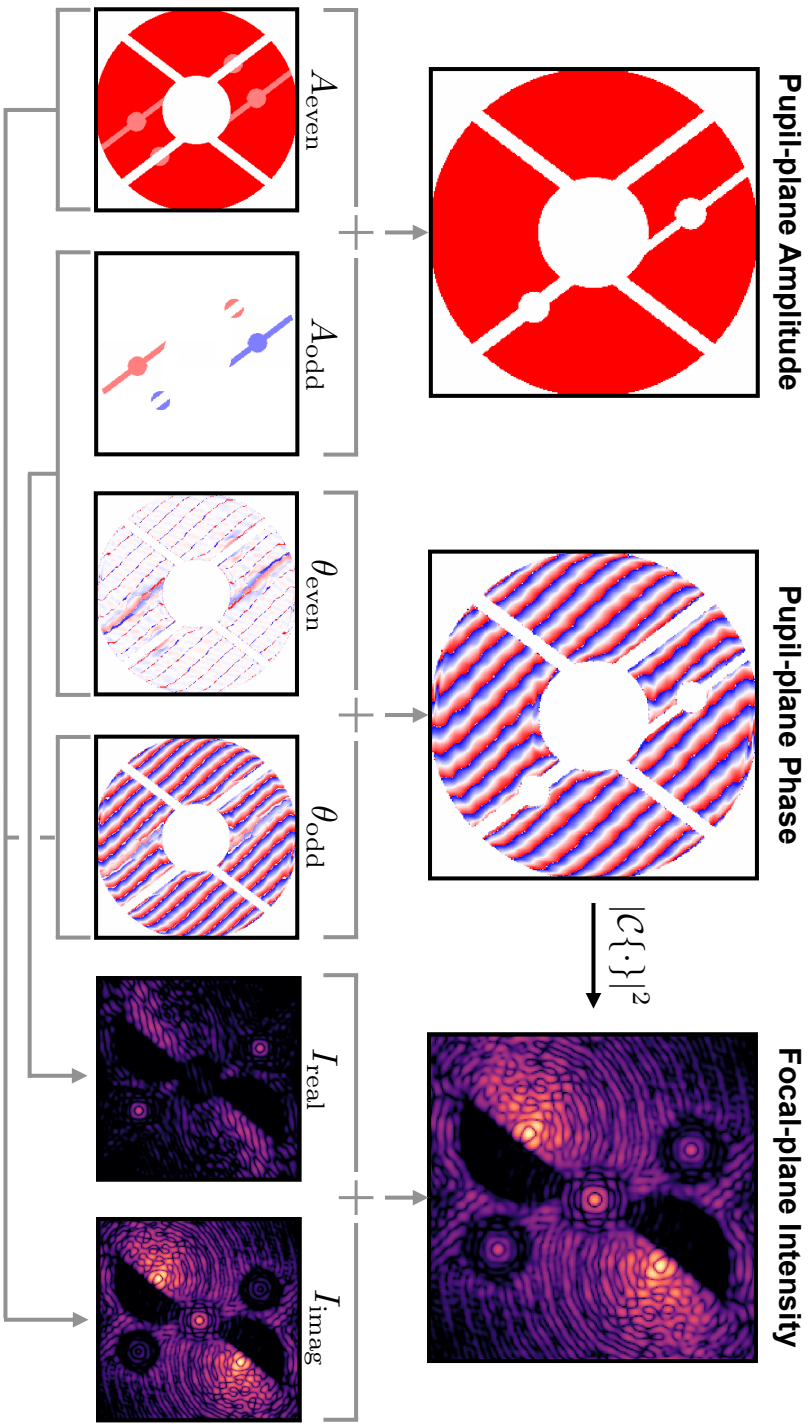 Pupil-plane Amplitude
Pupil-plane Phase
Focal-plane Intensity
|𝒞{·}|²
A_even
A_odd
θ_even
θ_odd
I_real
I_imag